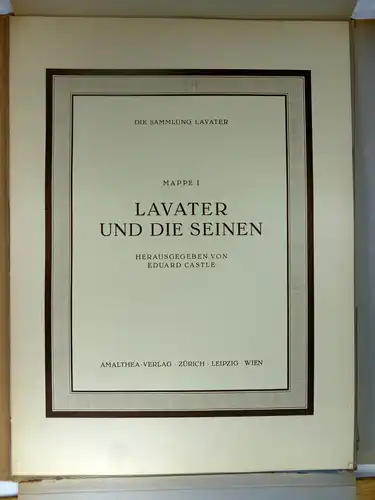 DIE SAMMLUNG LAVATER
MAPPE I
LAVATER
UND DIE SEINEN
HERAUSGEGEBEN VON
EDUARD CASTLE
AMALTHEA-VERLAG · ZÜRICH · LEIPZIG · WIEN